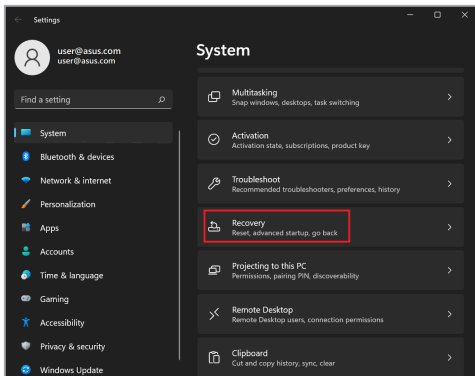 Settings
user@asus.com
user@asus.com
Find a setting
System
Bluetooth & devices
Network & internet
Personalization
Apps
Accounts
Time & language
Gaming
Accessibility
Privacy & security
Windows Update
System
Multitasking
Snap windows, desktops, task switching
Activation
Activation state, subscriptions, product key
Troubleshoot
Recommended troubleshooters, preferences, history
Recovery
Reset, advanced startup, go back
Projecting to this PC
Permissions, pairing PIN, discoverability
Remote Desktop
Remote Desktop users, connection permissions
Clipboard
Cut and copy history, sync, clear